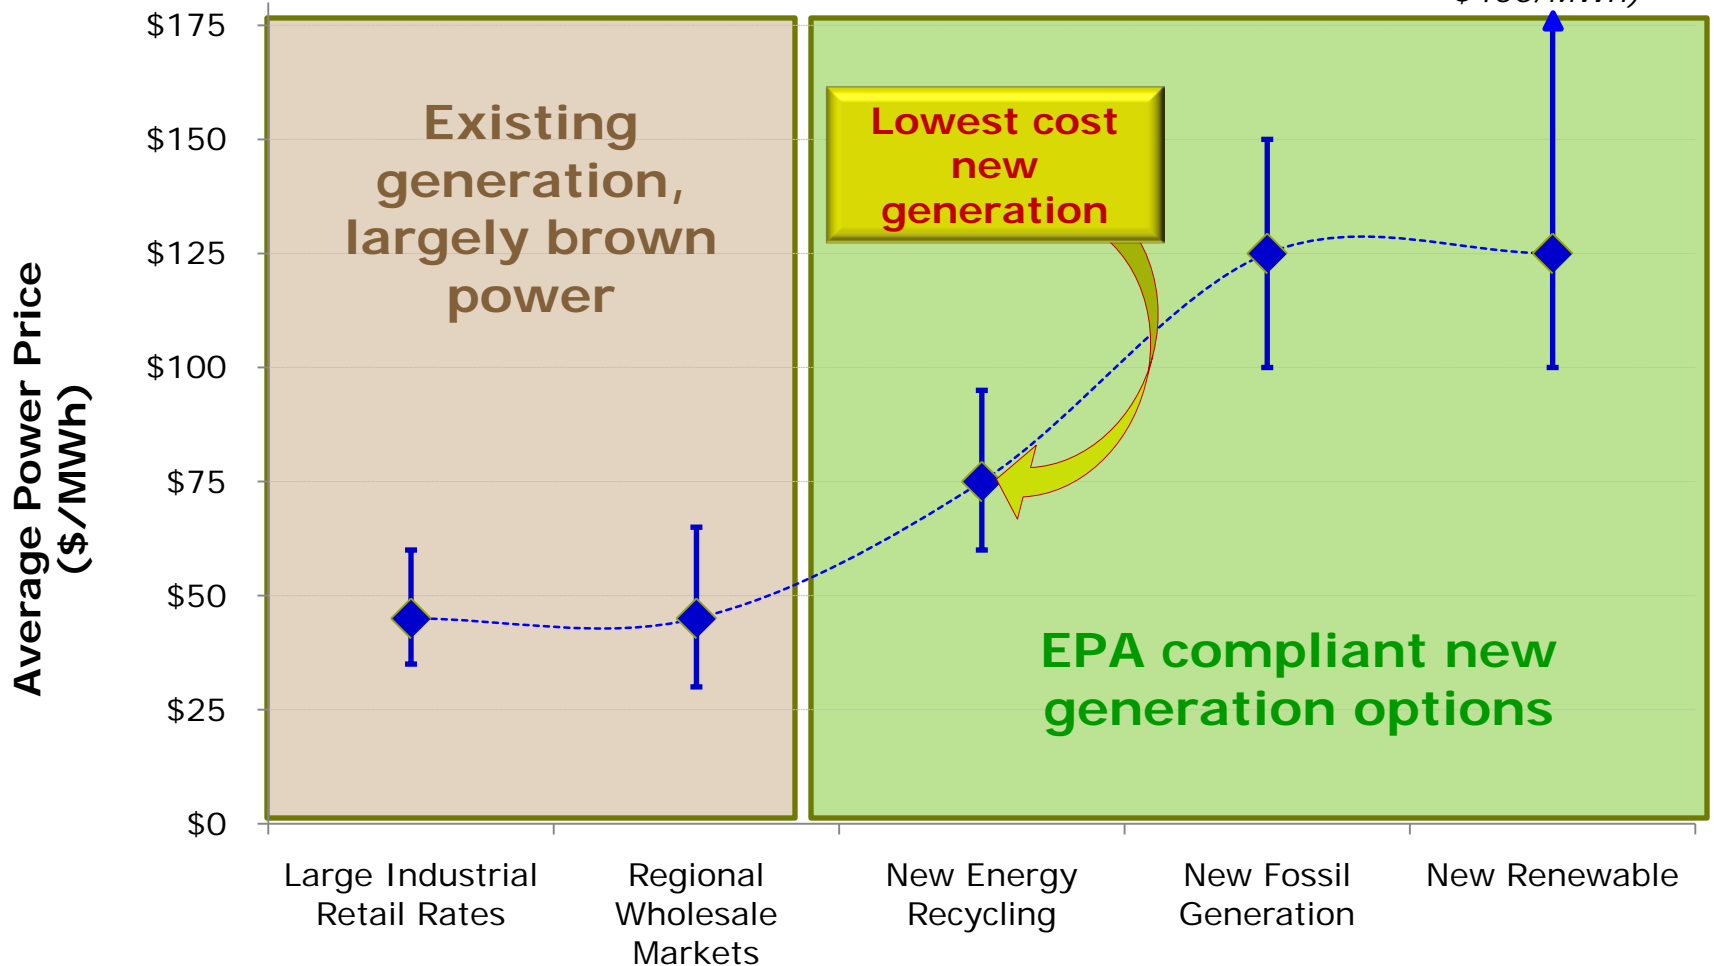 $175
$150
$125
$100
$75
$50
$25
$0
Average Power Price
($/MWh)
Existing
generation,
largely brown
power
Lowest cost
new
generation
EPA compliant new
generation options
Large Industrial
Retail Rates
Regional
Wholesale
Markets
New Energy
Recycling
New Fossil
Generation
New Renewable